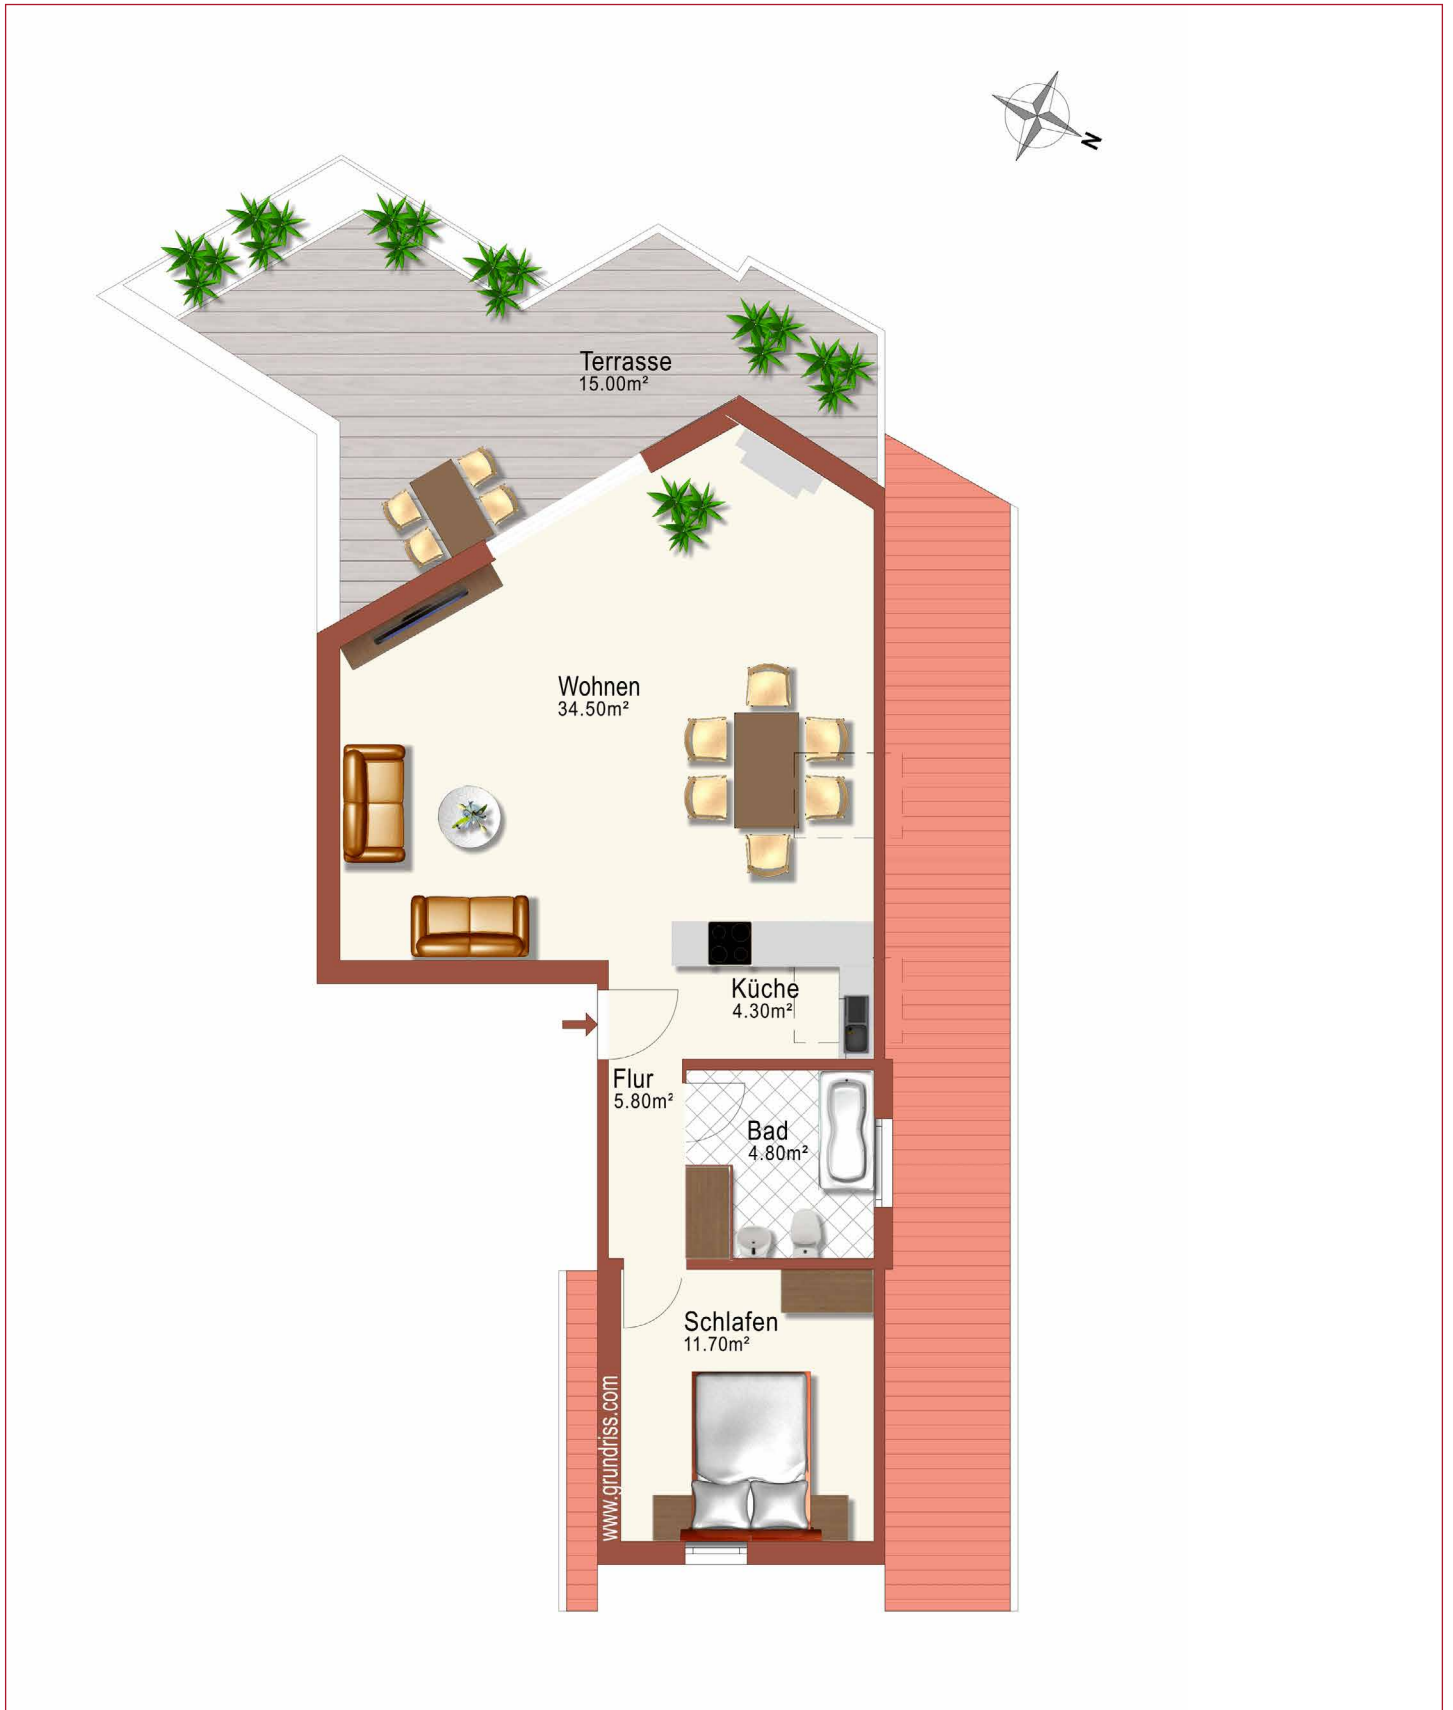 N
Terrasse
15.00m²
Wohnen
34.50m²
Küche
4.30m²
Flur
5.80m²
Bad
4.80m²
Schlafen
11.70m²
www.grundriss.com